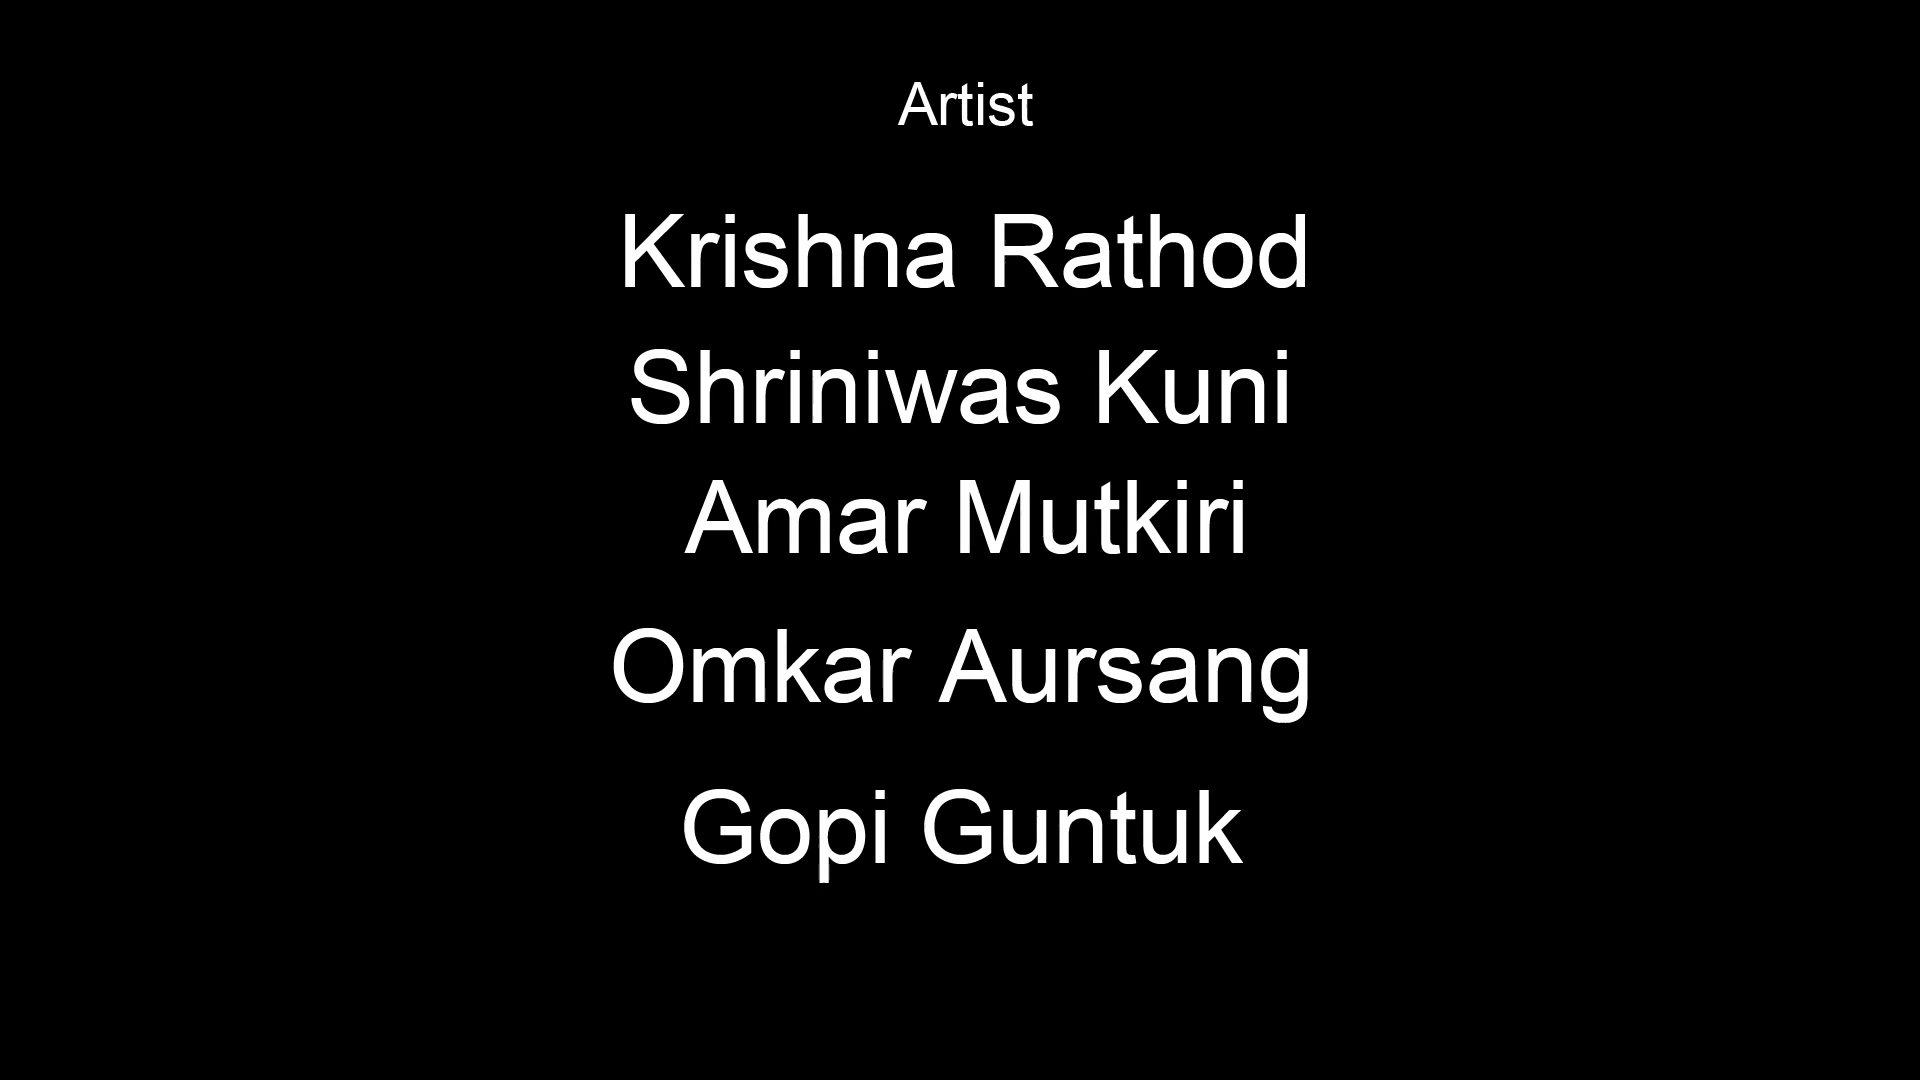 Artist
Krishna Rathod
Shriniwas Kuni
Amar Mutkiri
Omkar Aursang
Gopi Guntuk